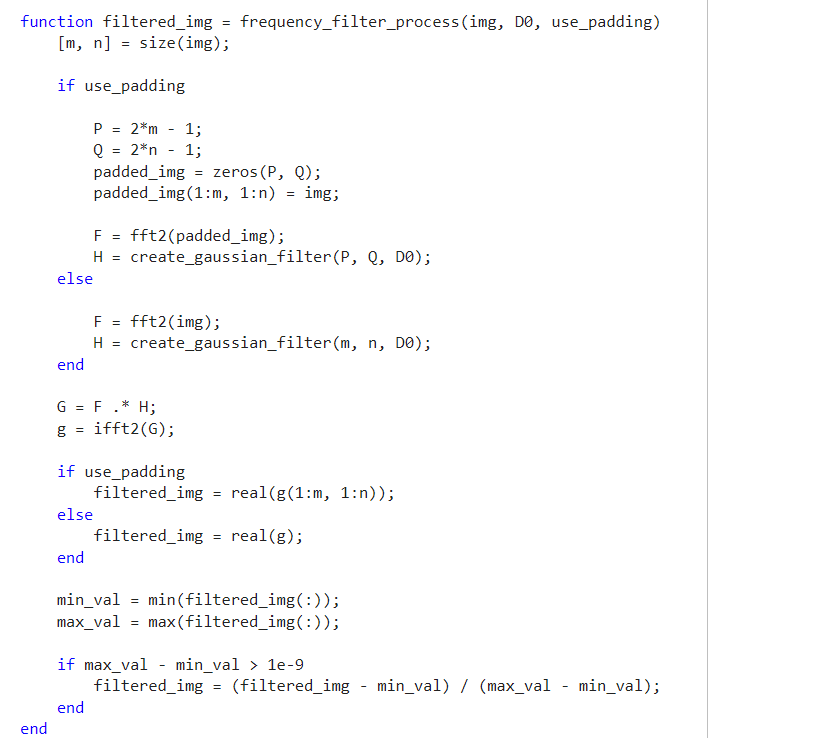 function filtered_img = frequency_filter_process(img, D0, use_padding)
    [m, n] = size(img);

    if use_padding

        P = 2*m - 1;
        Q = 2*n - 1;
        padded_img = zeros(P, Q);
        padded_img(1:m, 1:n) = img;

        F = fft2(padded_img);
        H = create_gaussian_filter(P, Q, D0);
    else

        F = fft2(img);
        H = create_gaussian_filter(m, n, D0);
    end

    G = F .* H;
    g = ifft2(G);

    if use_padding
        filtered_img = real(g(1:m, 1:n));
    else
        filtered_img = real(g);
    end

    min_val = min(filtered_img(:));
    max_val = max(filtered_img(:));

    if max_val - min_val > 1e-9
        filtered_img = (filtered_img - min_val) / (max_val - min_val);
    end
end